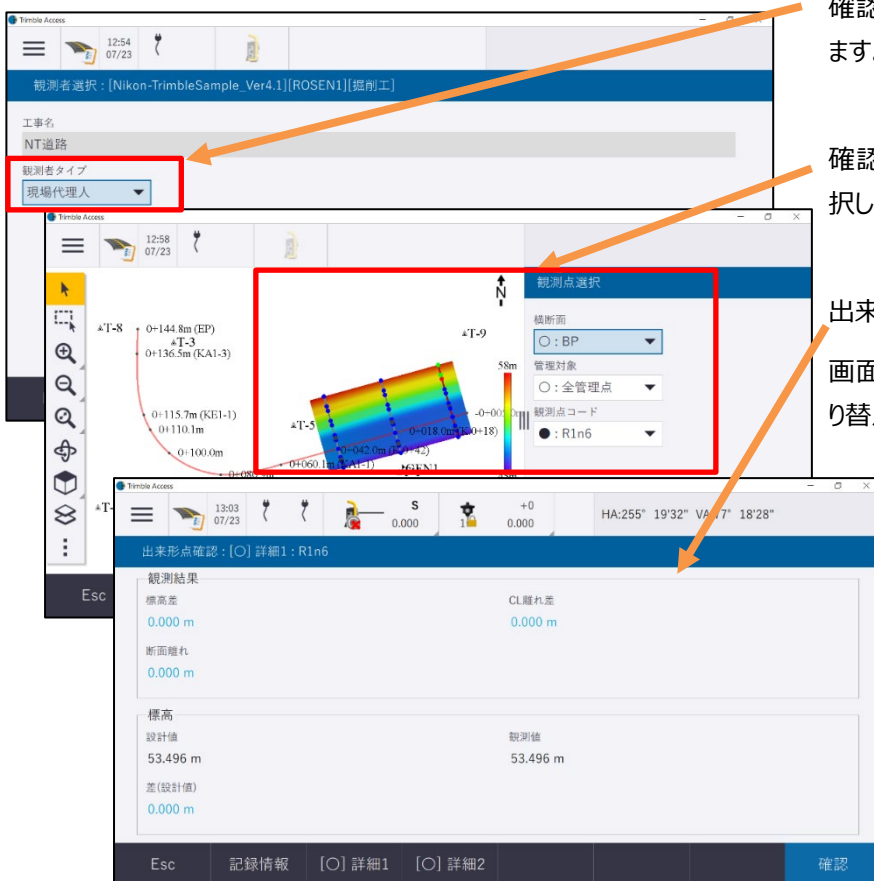 Trimble Access
12:54
07/23
観測者選択 : [Nikon-TrimbleSample_Ver4.1][ROSEN1][掘削工]
工事名
NT道路
観測者タイプ
現場代理人
確認
ます。
確認
択し
出来
画面
り替
Trimble Access
12:58
07/23
観測点選択
横断面
〇 : BP
管理対象
〇 : 全管理点
観測点コード
● : R1n6
N
T-8
0+144.8m (EP)
T-3
0+136.5m (KA1-3)
T-9
58m
0+115.7m (KE1-1)
0+110.1m
T-5
0+018.0m
0+18)
0+042.0m
0+42)
0+100.0m
0+060.1m
Esc
Trimble Access
13:03
07/23
S
0.000
1
+0
0.000
HA:255° 19'32"
18'28"
出来形点確認 : [〇] 詳細1 : R1n6
観測結果
標高差
CL離れ差
0.000 m
0.000 m
断面離れ
0.000 m
標高
設計値
観測値
53.496 m
53.496 m
差(設計値)
0.000 m
Esc
記録情報
[〇] 詳細1
[〇] 詳細2
確認